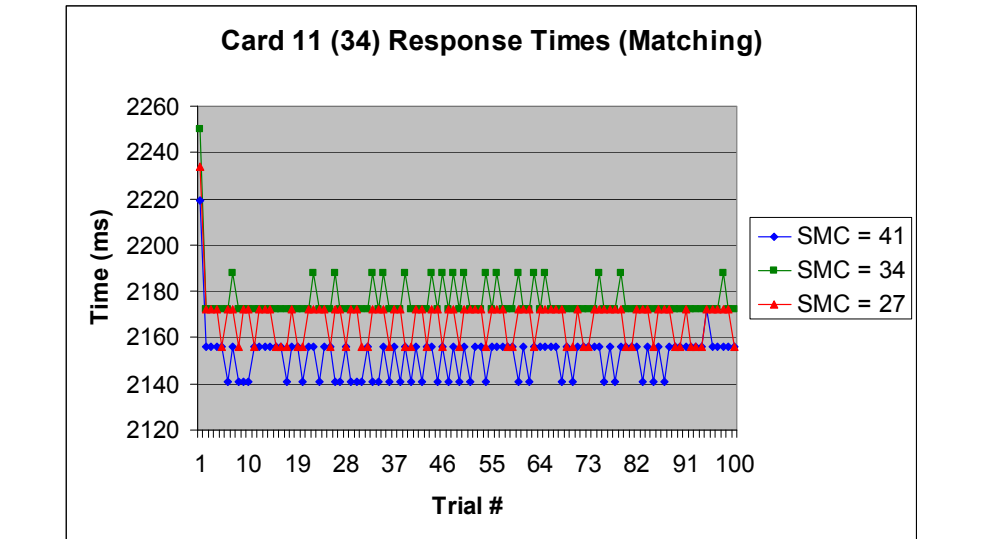 Card 11 (34) Response Times (Matching)
2260
2240
2220
2200
2180
2160
2140
2120
Time (ms)
1 10 19 28 37 46 55 64 73 82 91 100
Trial #
SMC = 41
SMC = 34
SMC = 27